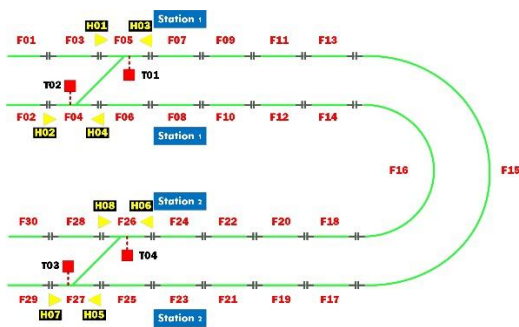 H01 H03 Station 1
F01 F03 F05 F07 F09 F11 F13
T02 T01
F02 F04 F06 F08 F10 F12 F14
H02 H04 Station 1
F16 F15
H08 H06 Station 2
F30 F28 F26 F24 F22 F20 F18
T03 T04
F29 F27 F25 F23 F21 F19 F17
H07 H05 Station 2